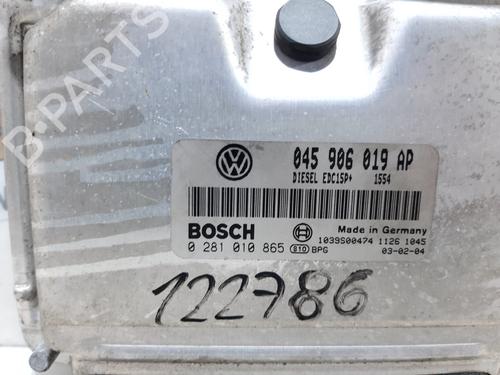 045 906 019 AP
DIESEL EDC15P+ 1554
BOSCH
Made in Germany
0 281 010 865 810 BPG
1039S00474 1126 1045
03-02-04
122786
B-PARTS